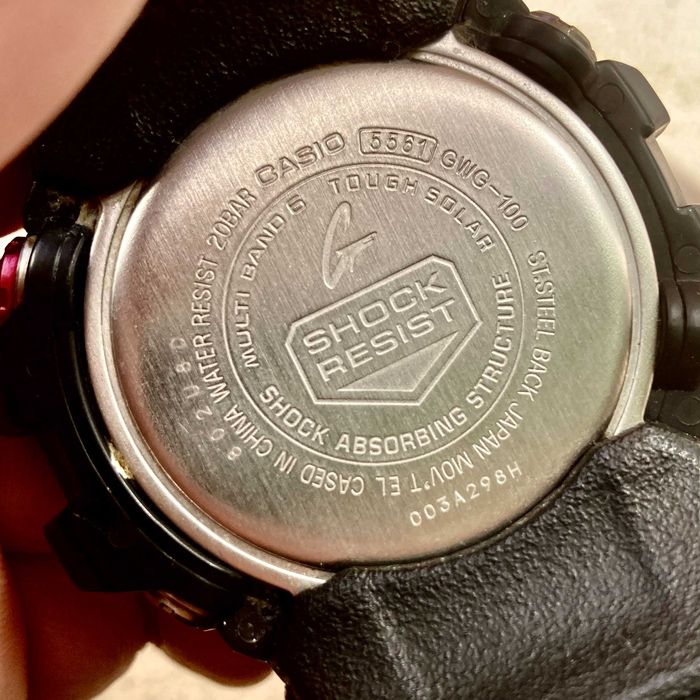 CASIO 5561 GWG-100
ST.STEEL BACK JAPAN MOV'T EL CASED IN CHINA WATER RESIST 20BAR
MULTI BAND 6 TOUGH SOLAR
SHOCK ABSORBING STRUCTURE
G
SHOCK
RESIST
003A298H